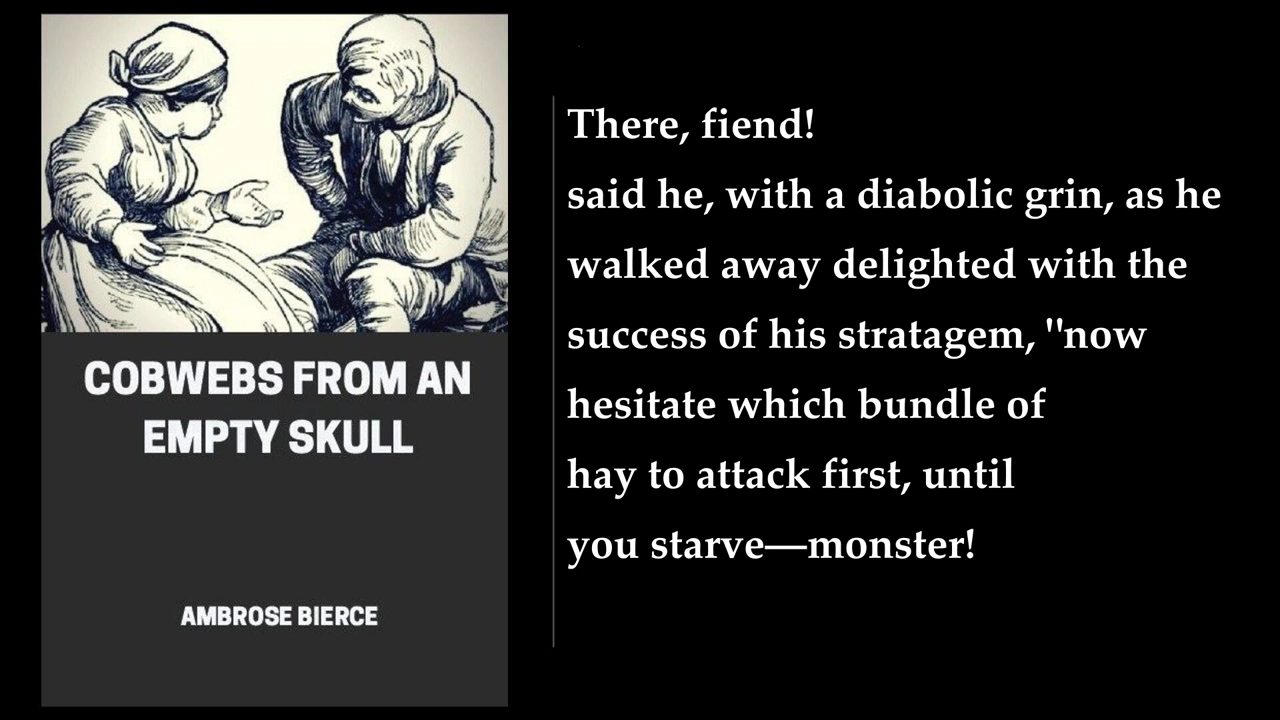 COBWEBS FROM AN
EMPTY SKULL
AMBROSE BIERCE
There, fiend!
said he, with a diabolic grin, as he
walked away delighted with the
success of his stratagem, "now
hesitate which bundle of
hay to attack first, until
you starve—monster!